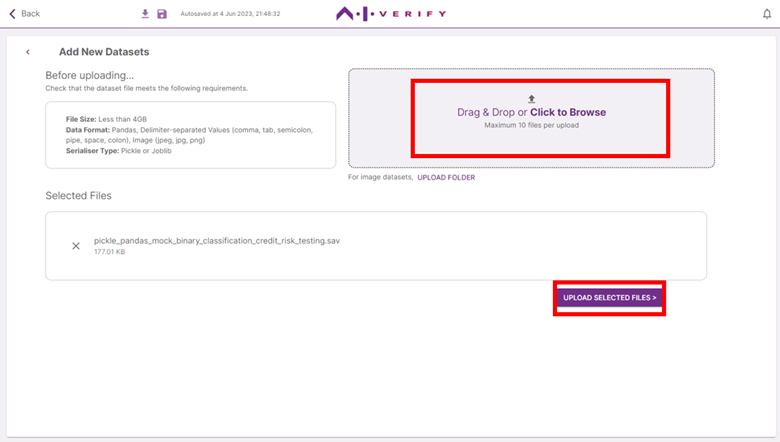 Back
Autosaved at 4 Jun 2023, 21:48:32
A·I·VERIFY
Add New Datasets
Before uploading...
Check that the dataset file meets the following requirements.
File Size: Less than 4GB
Data Format: Pandas, Delimiter-separated Values (comma, tab, semicolon,
pipe, space, colon), Image (jpeg, jpg, png)
Serialiser Type: Pickle or Joblib
Drag & Drop or Click to Browse
Maximum 10 files per upload
For image datasets, UPLOAD FOLDER
Selected Files
pickle_pandas_mock_binary_classification_credit_risk_testing.sav
177.01 KB
UPLOAD SELECTED FILES >